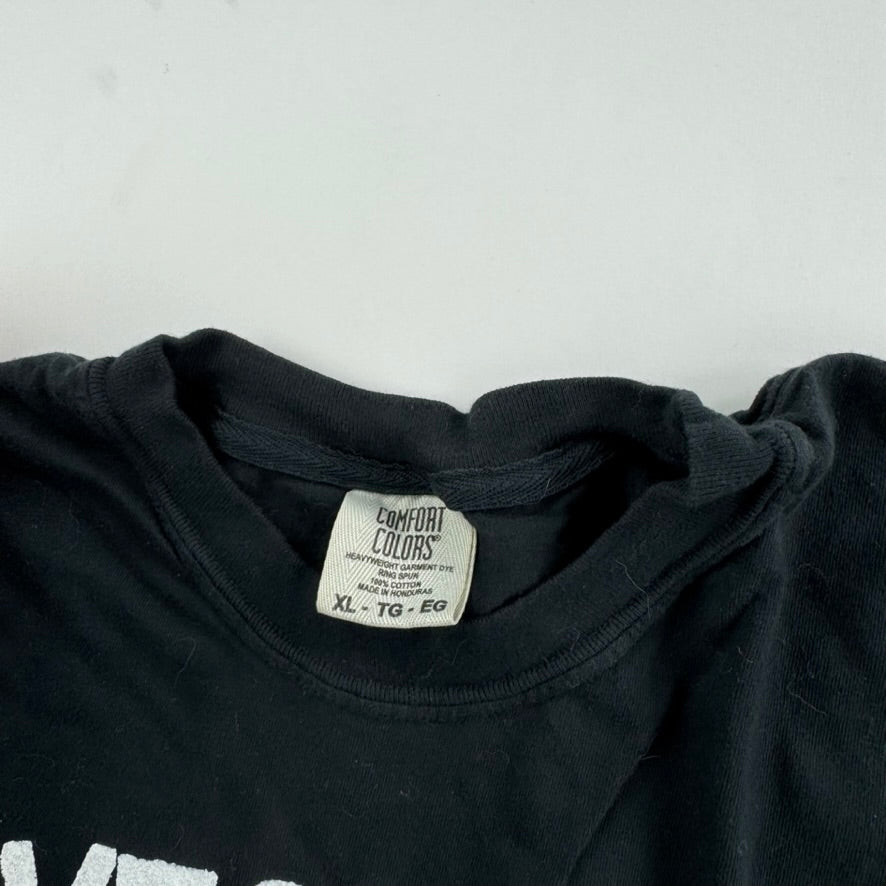 COMFORT
COLORS®
HEAVYWEIGHT GARMENT DYE
RING SPUN
100% COTTON
MADE IN HONDURAS
XL - TG - EG